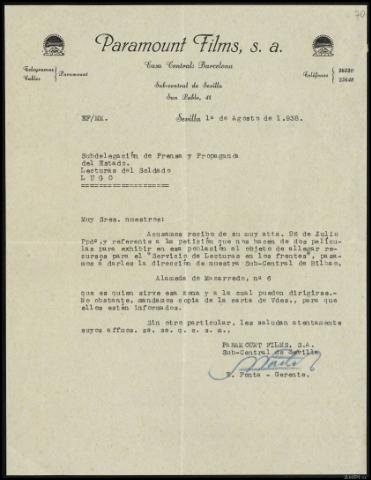 70
Paramount Films, s. a.
Casa Central: Barcelona
Telegramas
Cables
Paramount
Sub-central de Sevilla
San Pablo, 41
Teléfonos
EF/MM.
Sevilla 1º de Agosto de 1.938.
Subdelegación de Prensa y Propaganda
del Estado.
Lecturas del Soldado
L U G O
====================
Muy Sres. nuestros:
Acusamos recibo de su muy atta. 26 de Julio
Ppdº, y referente a la petición que nos hacen de dos pelícu-
las para exhibir en esa población al objeto de allegar re-
cursos para el "Servicio de Lecturas en los frentes", pasa-
mos á darles la dirección de nuestra Sub-Central de Bilbao,
Alameda de Mazarredo, nº 6
que es quien sirve esa zona y a la cual pueden dirigirse.-
No obstante, mandamos copia de la carta de Vdes., para que
ellos estén informados.
Sin otro particular, les saludan atentamente
suyos affmos. ss. ss. q. e. s. m.,
PARAMOUNT FILMS, S.A.
Sub-Central de Sevilla
E. Fonta - Gerente.